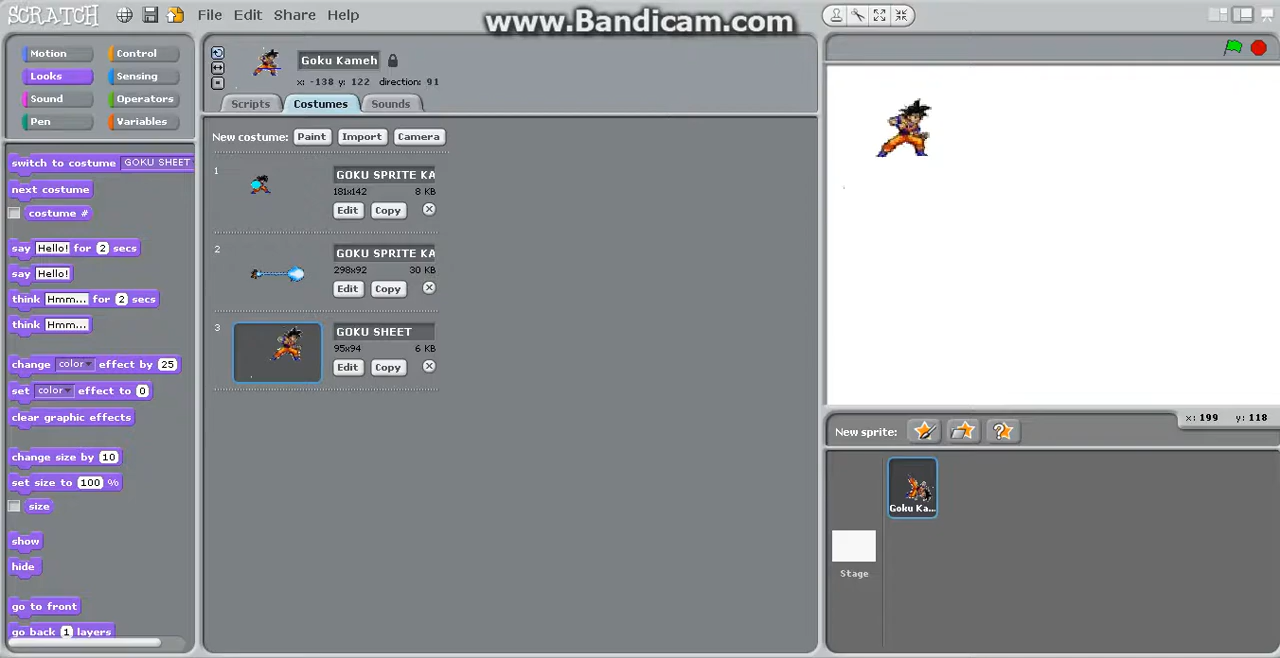 SCRATCH File Edit Share Help
www.Bandicam.com
Motion Control
Looks Sensing
Sound Operators
Pen Variables
switch to costume GOKU SHEET
next costume
costume #
say Hello! for 2 secs
say Hello!
think Hmm... for 2 secs
think Hmm...
change color effect by 25
set color effect to 0
clear graphic effects
change size by 10
set size to 100 %
size
show
hide
go to front
go back 1 layers
Goku Kameh
x: -138 y: 122 direction: 91
Scripts Costumes Sounds
New costume: Paint Import Camera
1 GOKU SPRITE KA
181x142 8 KB
Edit Copy
2 GOKU SPRITE KA
298x92 30 KB
Edit Copy
3 GOKU SHEET
95x94 6 KB
Edit Copy
x: 199 y: 118
New sprite:
Goku Ka...
Stage